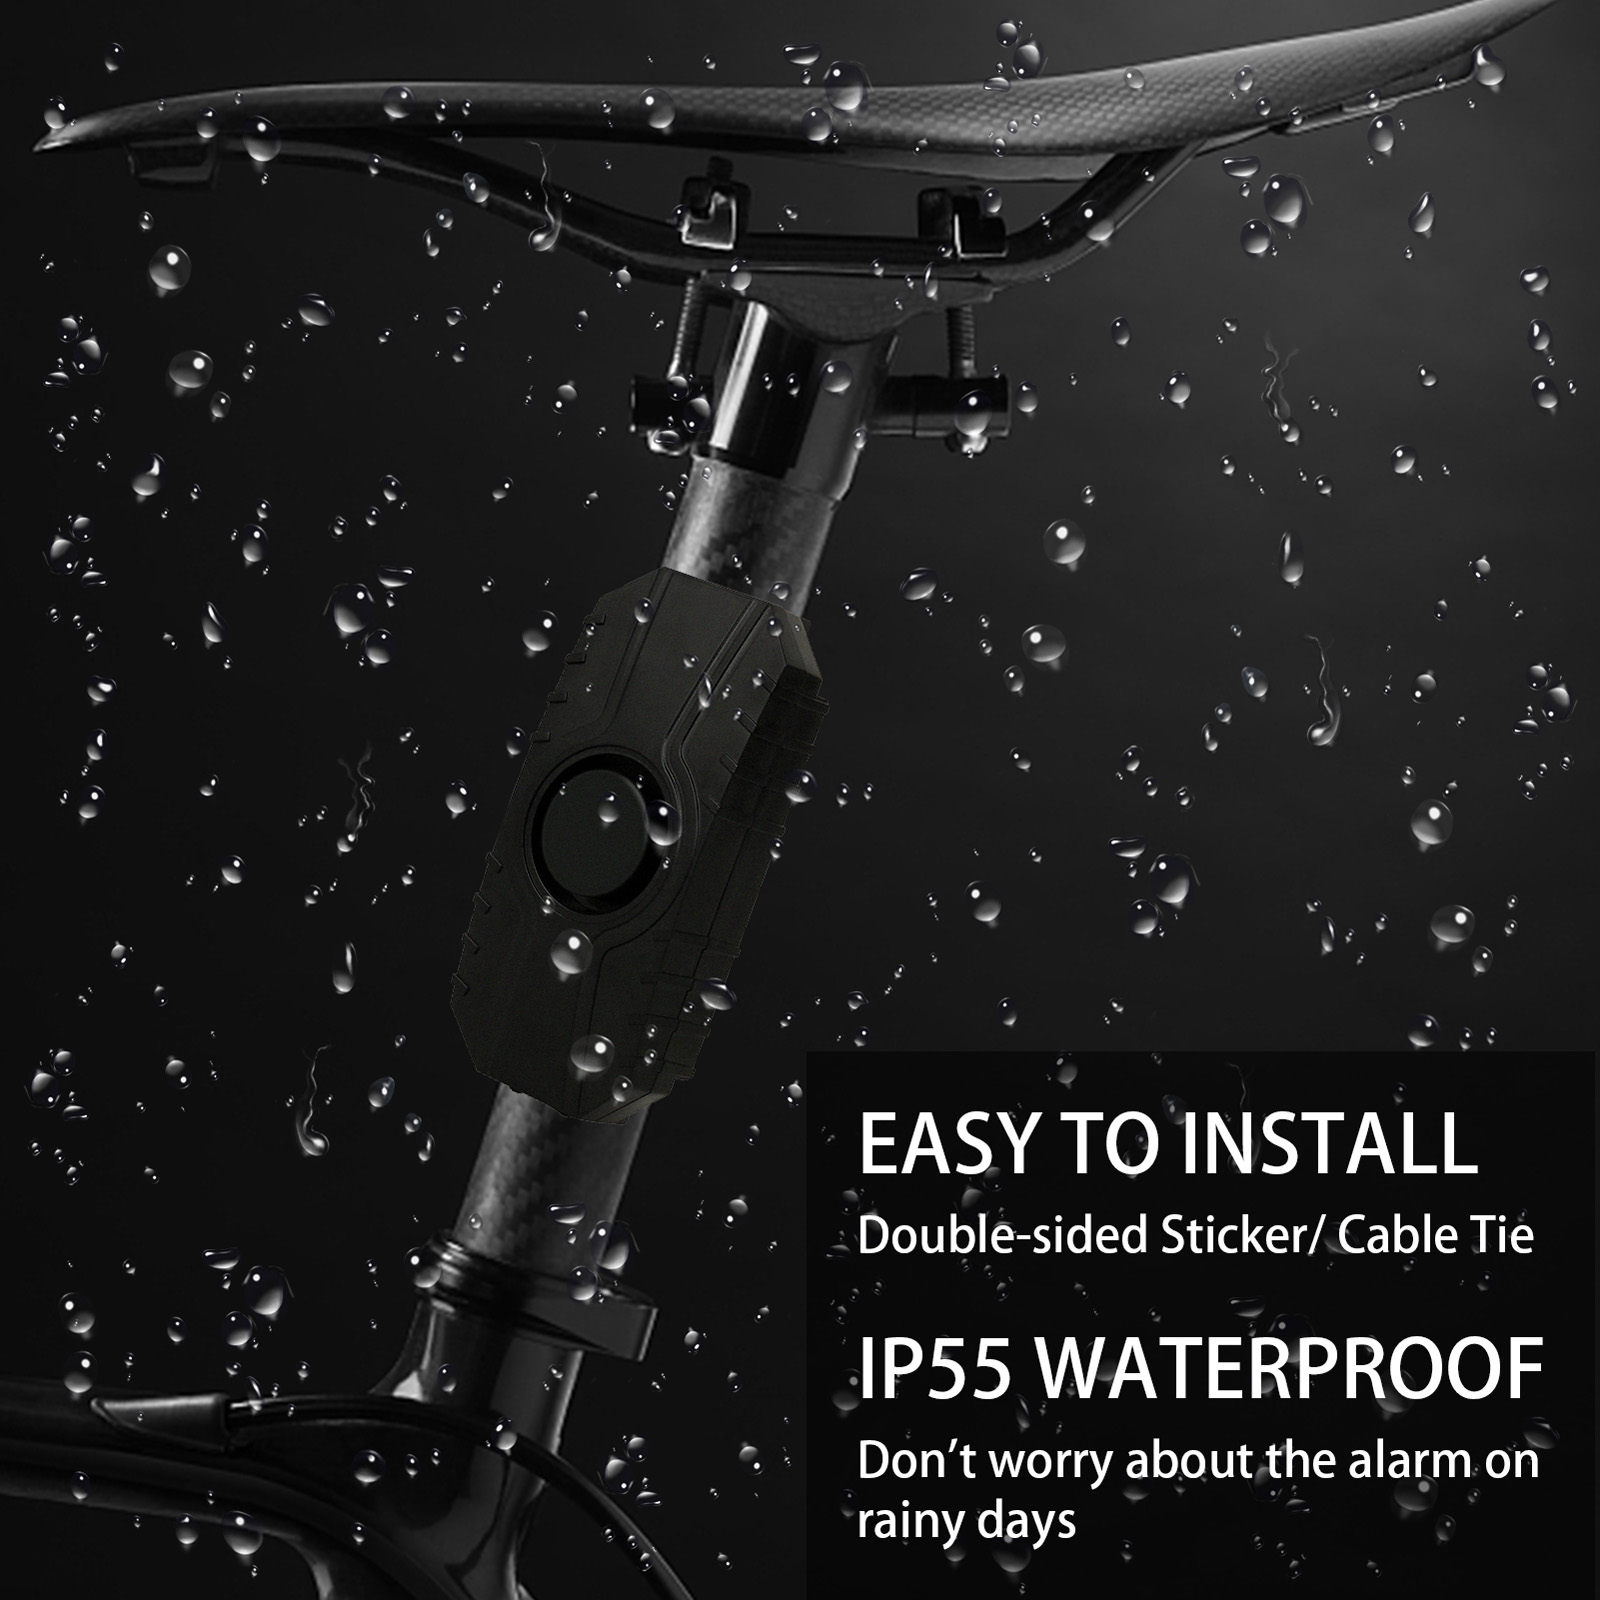 EASY TO INSTALL
Double-sided Sticker/ Cable Tie
IP55 WATERPROOF
Don’t worry about the alarm on
rainy days